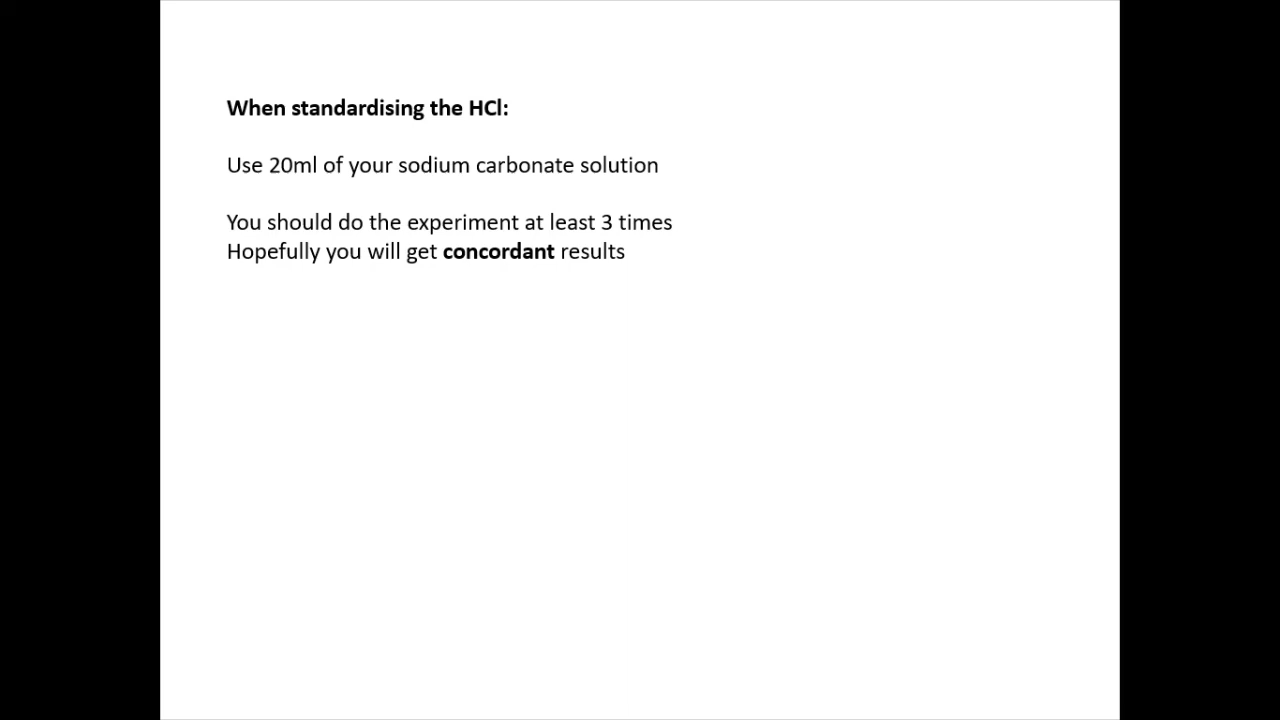 When standardising the HCl:
Use 20ml of your sodium carbonate solution
You should do the experiment at least 3 times
Hopefully you will get concordant results